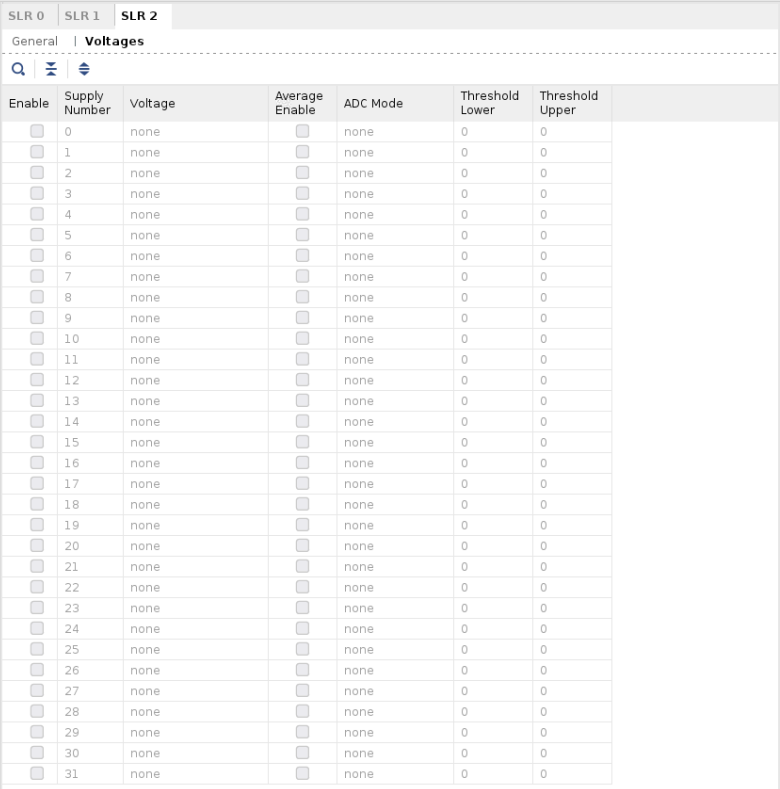 SLR 0 SLR 1 SLR 2
General | Voltages
Enable Supply Number Voltage Average Enable ADC Mode Threshold Lower Threshold Upper
0 none none 0 0
1 none none 0 0
2 none none 0 0
3 none none 0 0
4 none none 0 0
5 none none 0 0
6 none none 0 0
7 none none 0 0
8 none none 0 0
9 none none 0 0
10 none none 0 0
11 none none 0 0
12 none none 0 0
13 none none 0 0
14 none none 0 0
15 none none 0 0
16 none none 0 0
17 none none 0 0
18 none none 0 0
19 none none 0 0
20 none none 0 0
21 none none 0 0
22 none none 0 0
23 none none 0 0
24 none none 0 0
25 none none 0 0
26 none none 0 0
27 none none 0 0
28 none none 0 0
29 none none 0 0
30 none none 0 0
31 none none 0 0